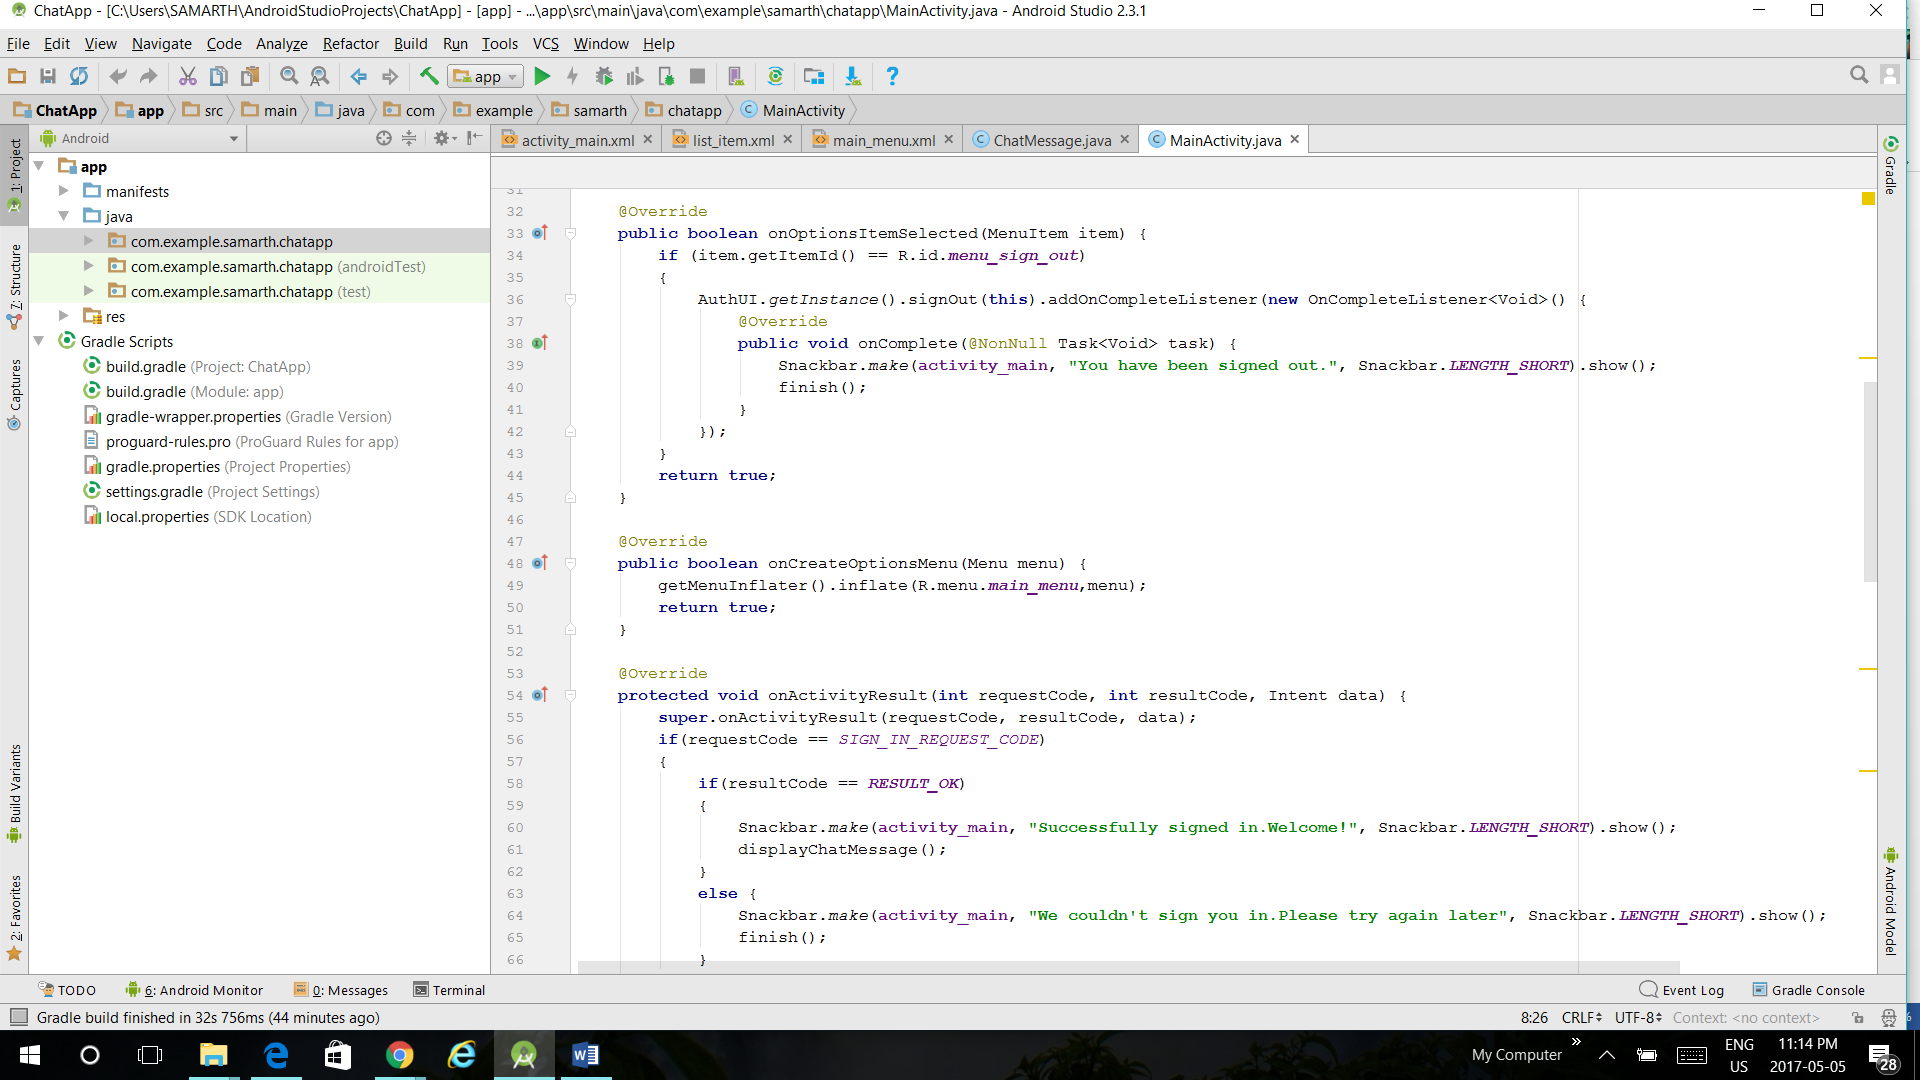 ChatApp - [C:\Users\SAMARTH\AndroidStudioProjects\ChatApp] - [app] - ...\app\src\main\java\com\example\samarth\chatapp\MainActivity.java - Android Studio 2.3.1
File Edit View Navigate Code Analyze Refactor Build Run Tools VCS Window Help
app
ChatApp app src main java com example samarth chatapp MainActivity
Android
activity_main.xml list_item.xml main_menu.xml ChatMessage.java MainActivity.java
1: Project
7: Structure
Captures
Build Variants
2: Favorites
app
manifests
java
com.example.samarth.chatapp
com.example.samarth.chatapp (androidTest)
com.example.samarth.chatapp (test)
res
Gradle Scripts
build.gradle (Project: ChatApp)
build.gradle (Module: app)
gradle-wrapper.properties (Gradle Version)
proguard-rules.pro (ProGuard Rules for app)
gradle.properties (Project Properties)
settings.gradle (Project Settings)
local.properties (SDK Location)
31
32 @Override
33 public boolean onOptionsItemSelected(MenuItem item) {
34 if (item.getItemId() == R.id.menu_sign_out)
35 {
36 AuthUI.getInstance().signOut(this).addOnCompleteListener(new OnCompleteListener<Void>() {
37 @Override
38 public void onComplete(@NonNull Task<Void> task) {
39 Snackbar.make(activity_main, "You have been signed out.", Snackbar.LENGTH_SHORT).show();
40 finish();
41 }
42 });
43 }
44 return true;
45 }
46
47 @Override
48 public boolean onCreateOptionsMenu(Menu menu) {
49 getMenuInflater().inflate(R.menu.main_menu,menu);
50 return true;
51 }
52
53 @Override
54 protected void onActivityResult(int requestCode, int resultCode, Intent data) {
55 super.onActivityResult(requestCode, resultCode, data);
56 if(requestCode == SIGN_IN_REQUEST_CODE)
57 {
58 if(resultCode == RESULT_OK)
59 {
60 Snackbar.make(activity_main, "Successfully signed in.Welcome!", Snackbar.LENGTH_SHORT).show();
61 displayChatMessage();
62 }
63 else {
64 Snackbar.make(activity_main, "We couldn't sign you in.Please try again later", Snackbar.LENGTH_SHORT).show();
65 finish();
66 }
Gradle
Android Model
TODO 6: Android Monitor 0: Messages Terminal Event Log Gradle Console
Gradle build finished in 32s 756ms (44 minutes ago) 8:26 CRLF UTF-8 Context: <no context>
My Computer ENG US 11:14 PM 2017-05-05 28